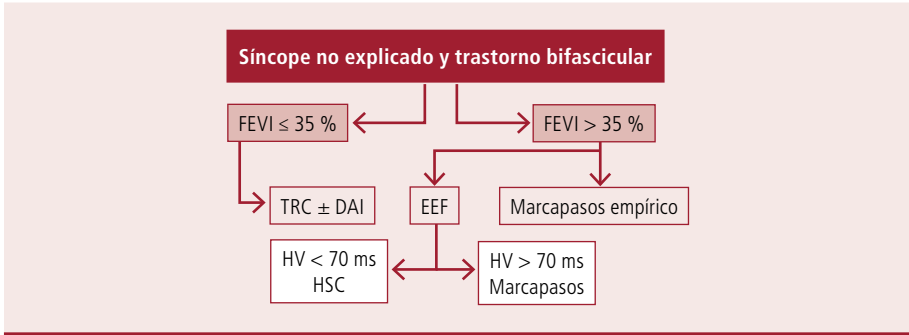 Síncope no explicado y trastorno bifascicular
FEVI ≤ 35 %
FEVI > 35 %
TRC ± DAI
EEF
Marcapasos empírico
HV < 70 ms
HSC
HV > 70 ms
Marcapasos